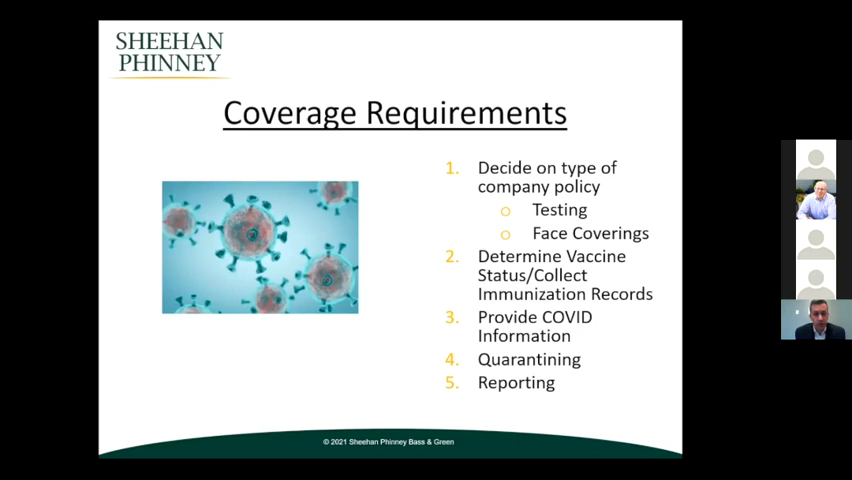 SHEEHAN
PHINNEY
Coverage Requirements
1. Decide on type of
company policy
o Testing
o Face Coverings
2. Determine Vaccine
Status/Collect
Immunization Records
3. Provide COVID
Information
4. Quarantining
5. Reporting
© 2021 Sheehan Phinney Bass & Green